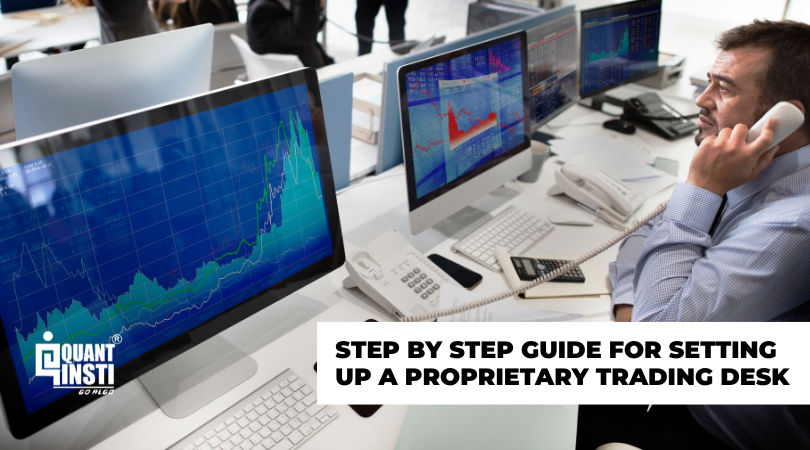 QUANT®
INSTI
GO ALGO
STEP BY STEP GUIDE FOR SETTING
UP A PROPRIETARY TRADING DESK